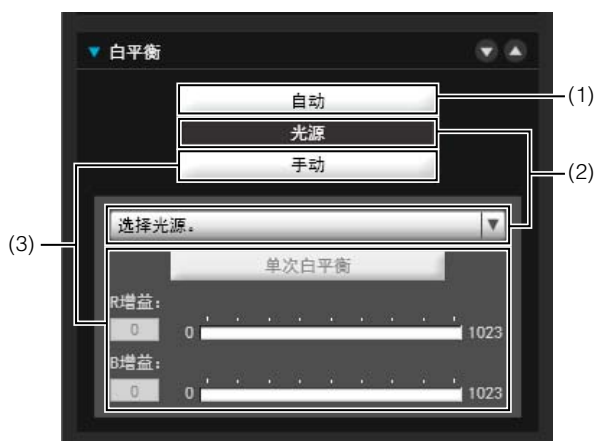 白平衡
自动
(1)
光源
手动
(2)
选择光源。
(3)
单次白平衡
R增益:
0
0
1023
B增益:
0
0
1023